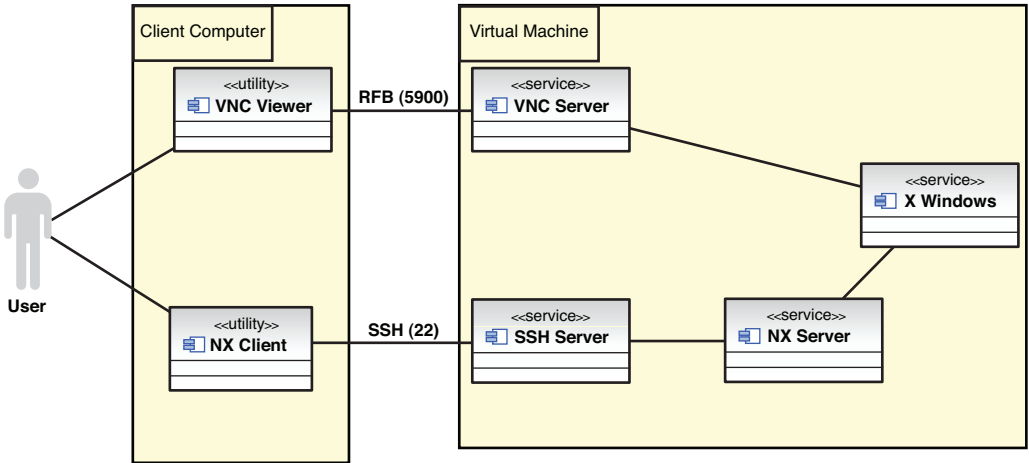 Client Computer
Virtual Machine
<<utility>>
VNC Viewer
RFB (5900)
<<service>>
VNC Server
<<service>>
X Windows
User
<<utility>>
NX Client
SSH (22)
<<service>>
SSH Server
<<service>>
NX Server